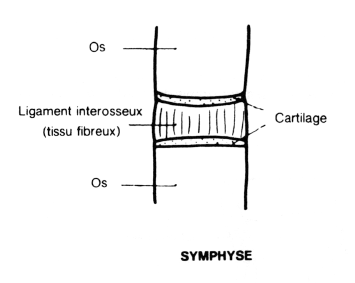 Os
Ligament interosseux
(tissu fibreux)
Cartilage
Os
SYMPHYSE